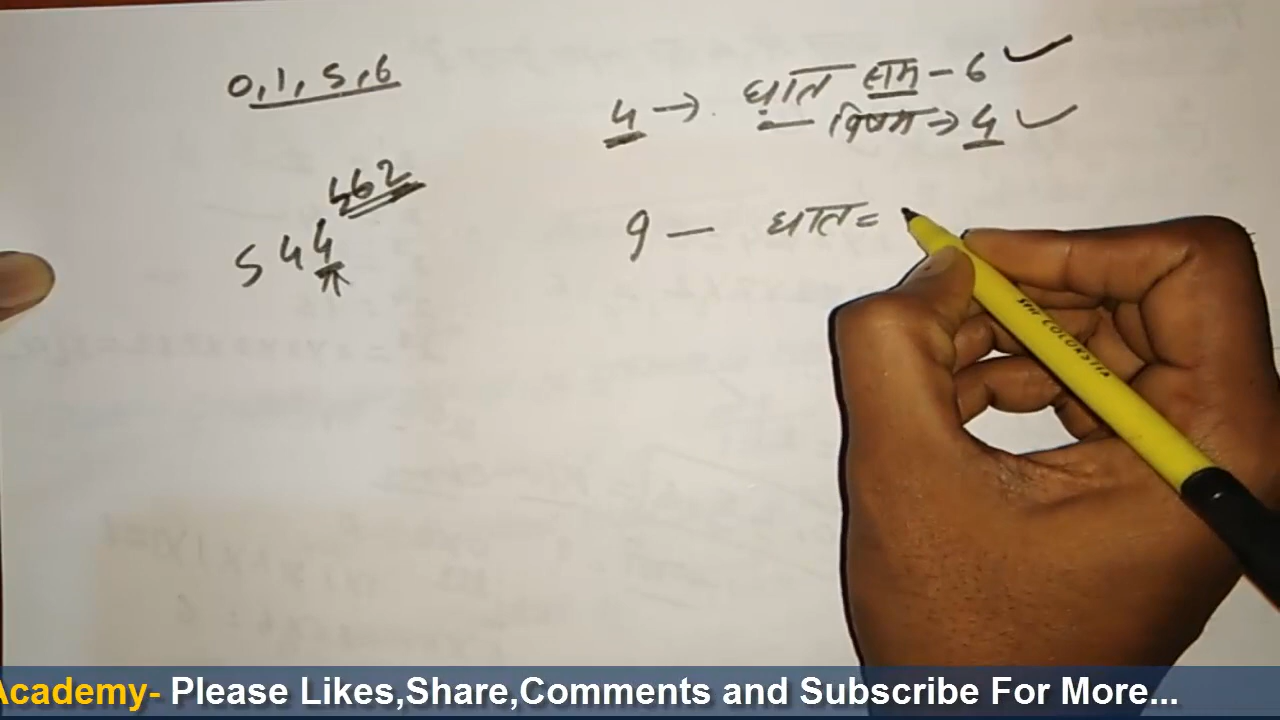 0,1,5,6
4 → घात सम - 6
— विषम → 4
544
462
9 — घात =
Academy- Please Likes,Share,Comments and Subscribe For More...